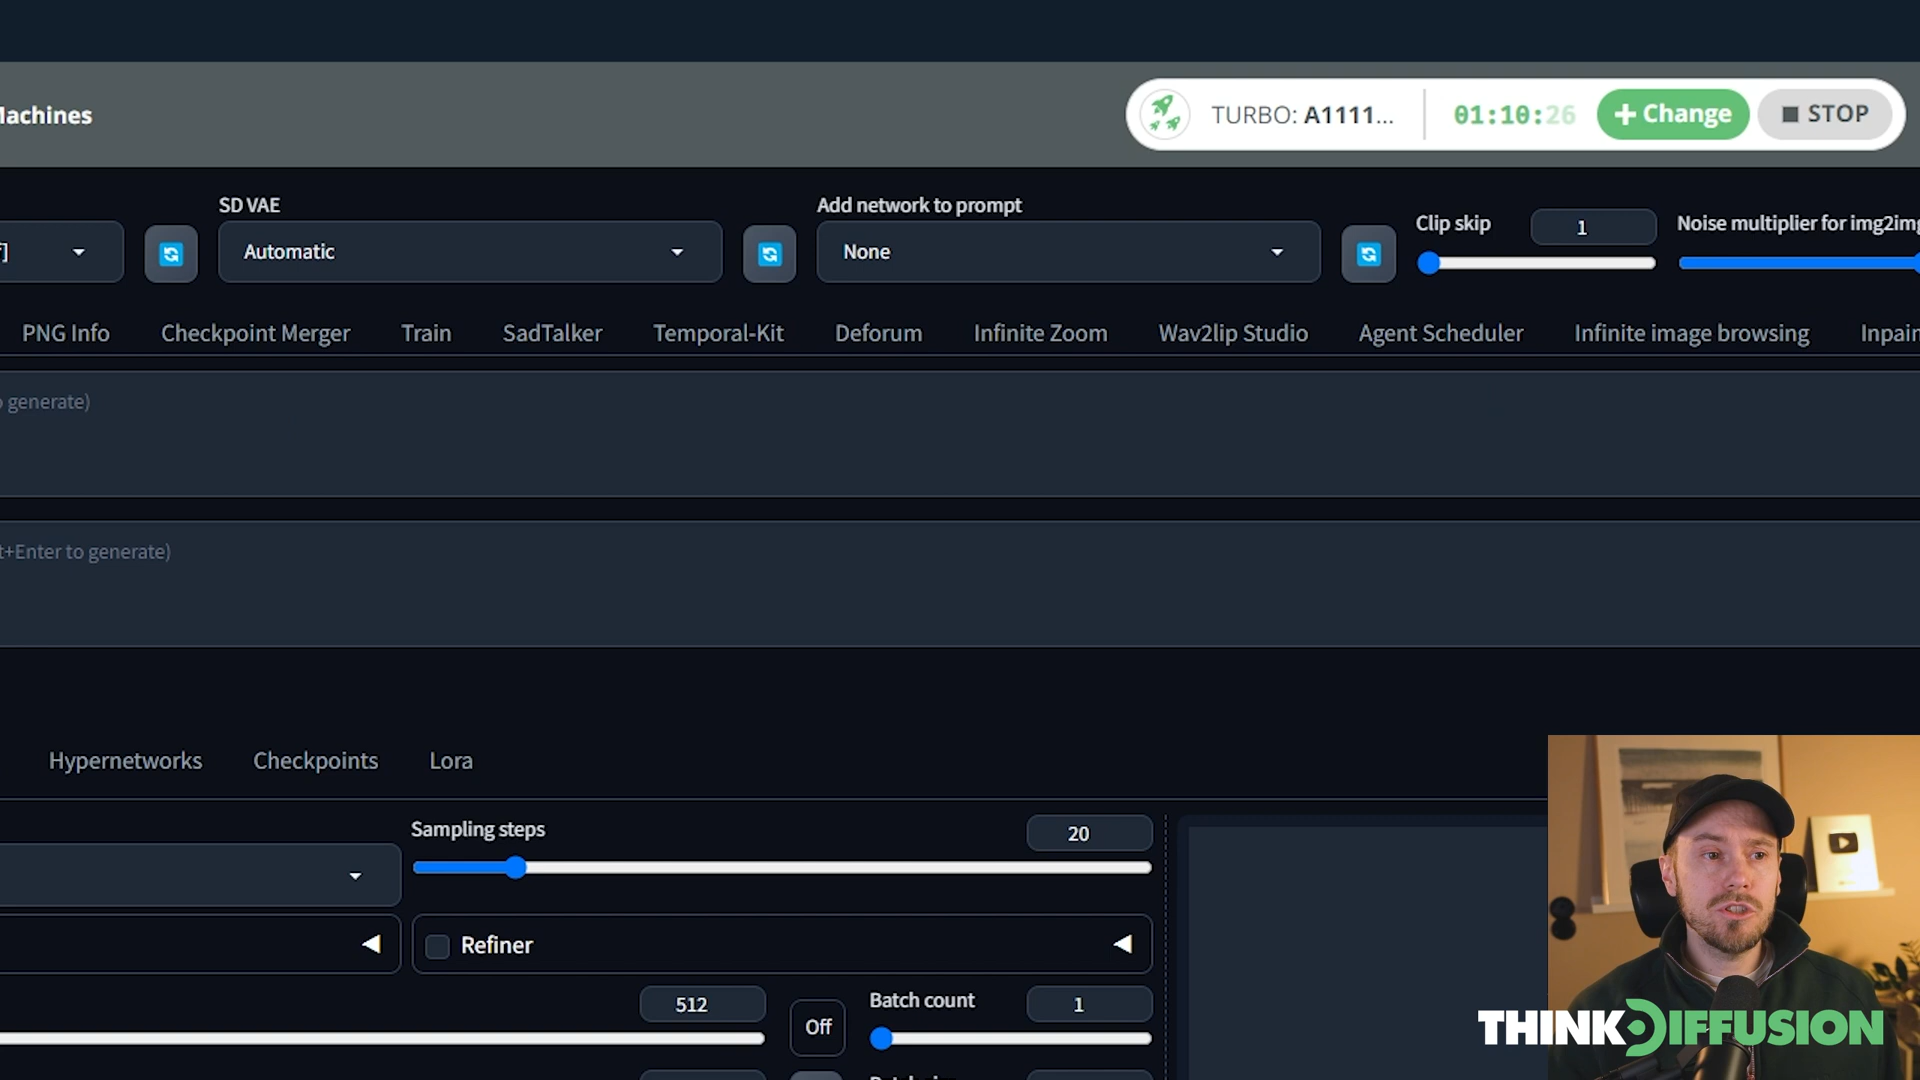 Machines
TURBO: A1111...
01:10:26
+ Change
STOP
SD VAE
Add network to prompt
Clip skip
1
Noise multiplier for img2img
f]
Automatic
None
PNG Info
Checkpoint Merger
Train
SadTalker
Temporal-Kit
Deforum
Infinite Zoom
Wav2lip Studio
Agent Scheduler
Infinite image browsing
Inpain
o generate)
t+Enter to generate)
Hypernetworks
Checkpoints
Lora
Sampling steps
20
Refiner
512
Off
Batch count
1
THINKDIFFUSION